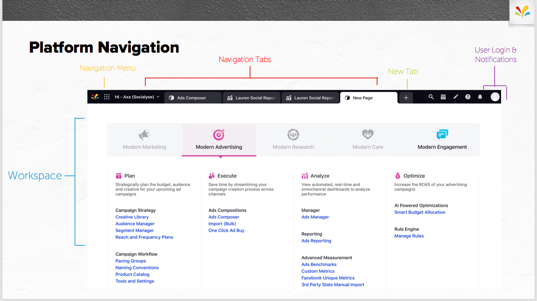 Platform Navigation
User Login &
Notifications
Navigation Tabs
Navigation Menu
New Tab
Hi - Axa (Socialyse)
Ads Composer
Lauren Social Repor
Lauren Social Repor
New Page
Modern Marketing
Modern Advertising
Modern Research
Modern Care
Modern Engagement
Workspace
Plan
Strategically plan the budget, audience
and creative for your upcoming ad
campaigns
Campaign Strategy
Creative Library
Audience Manager
Segment Manager
Reach and Frequency Plans
Campaign Workflow
Pacing Groups
Naming Conventions
Product Catalog
Tools and Settings
Execute
Save time by streamlining your
campaign creation process across
channels
Ads Compositions
Ads Composer
Import (Bulk)
One Click Ad Buy
Analyze
View automated, real-time and
omnichannel dashboards to analyze
performance
Manager
Ads Manager
Reporting
Ads Reporting
Advanced Measurement
Ads Benchmarks
Custom Metrics
Facebook Unique Metrics
3rd Party Stats Manual Import
Optimize
Increase the ROAS of your advertising
campaigns
AI Powered Optimizations
Smart Budget Allocation
Rule Engine
Manage Rules